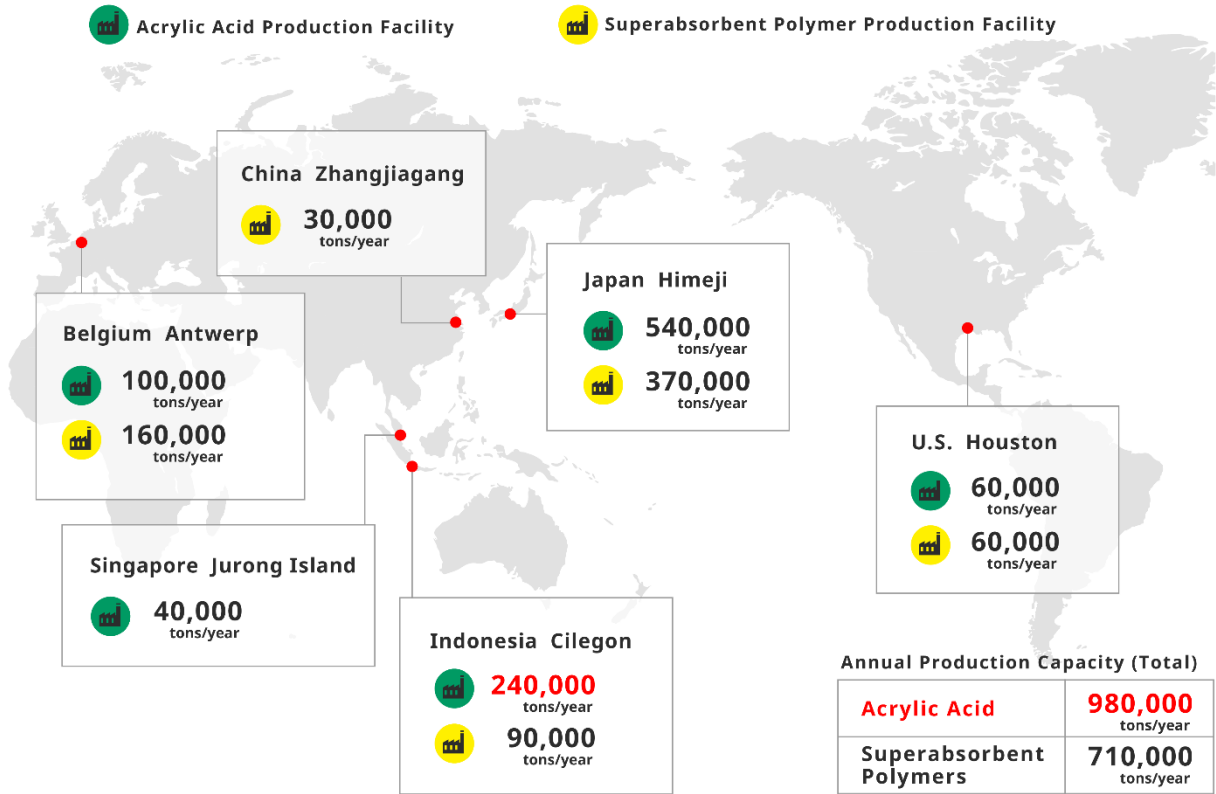 Acrylic Acid Production Facility
Superabsorbent Polymer Production Facility
China Zhangjiagang
30,000
tons/year
Japan Himeji
540,000
tons/year
370,000
tons/year
Belgium Antwerp
100,000
tons/year
160,000
tons/year
U.S. Houston
60,000
tons/year
60,000
tons/year
Singapore Jurong Island
40,000
tons/year
Indonesia Cilegon
240,000
tons/year
90,000
tons/year
Annual Production Capacity (Total)
Acrylic Acid
980,000
tons/year
Superabsorbent
Polymers
710,000
tons/year